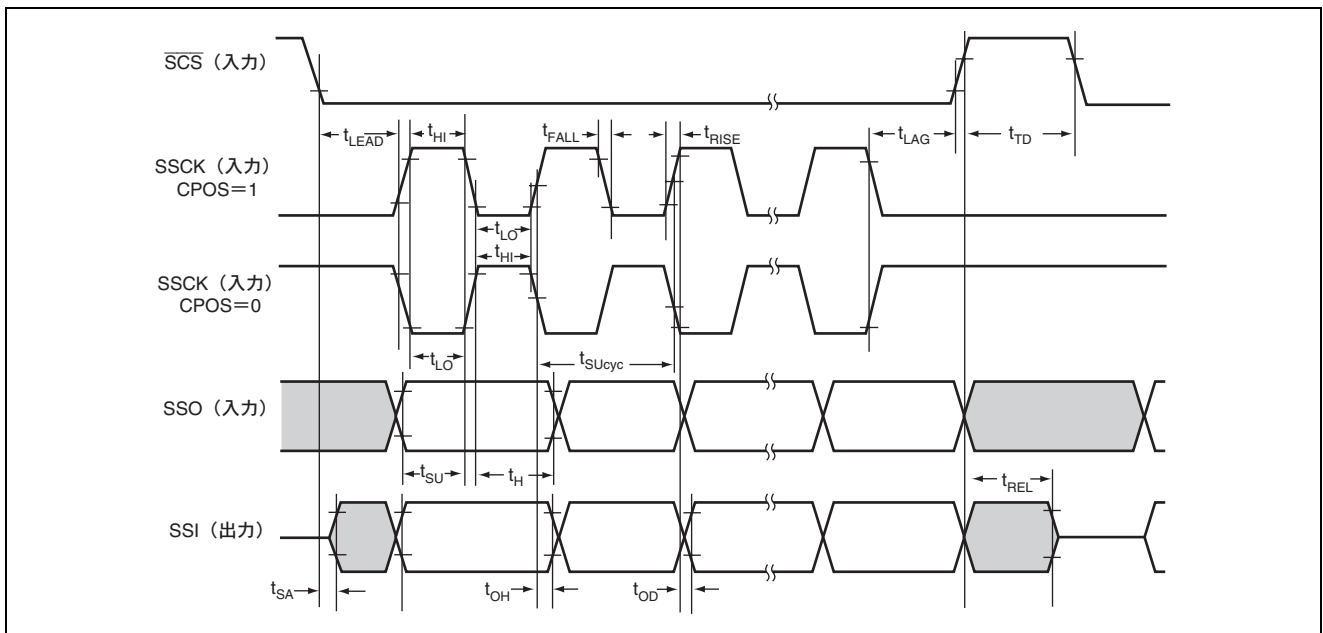 SCS（入力）
tLEAD
tHI
tFALL
tRISE
tLAG
tTD
SSCK（入力）
CPOS＝1
tLO
tHI
SSCK（入力）
CPOS＝0
tLO
tSUcyc
SSO（入力）
tSU
tH
tREL
SSI（出力）
tSA
tOH
tOD